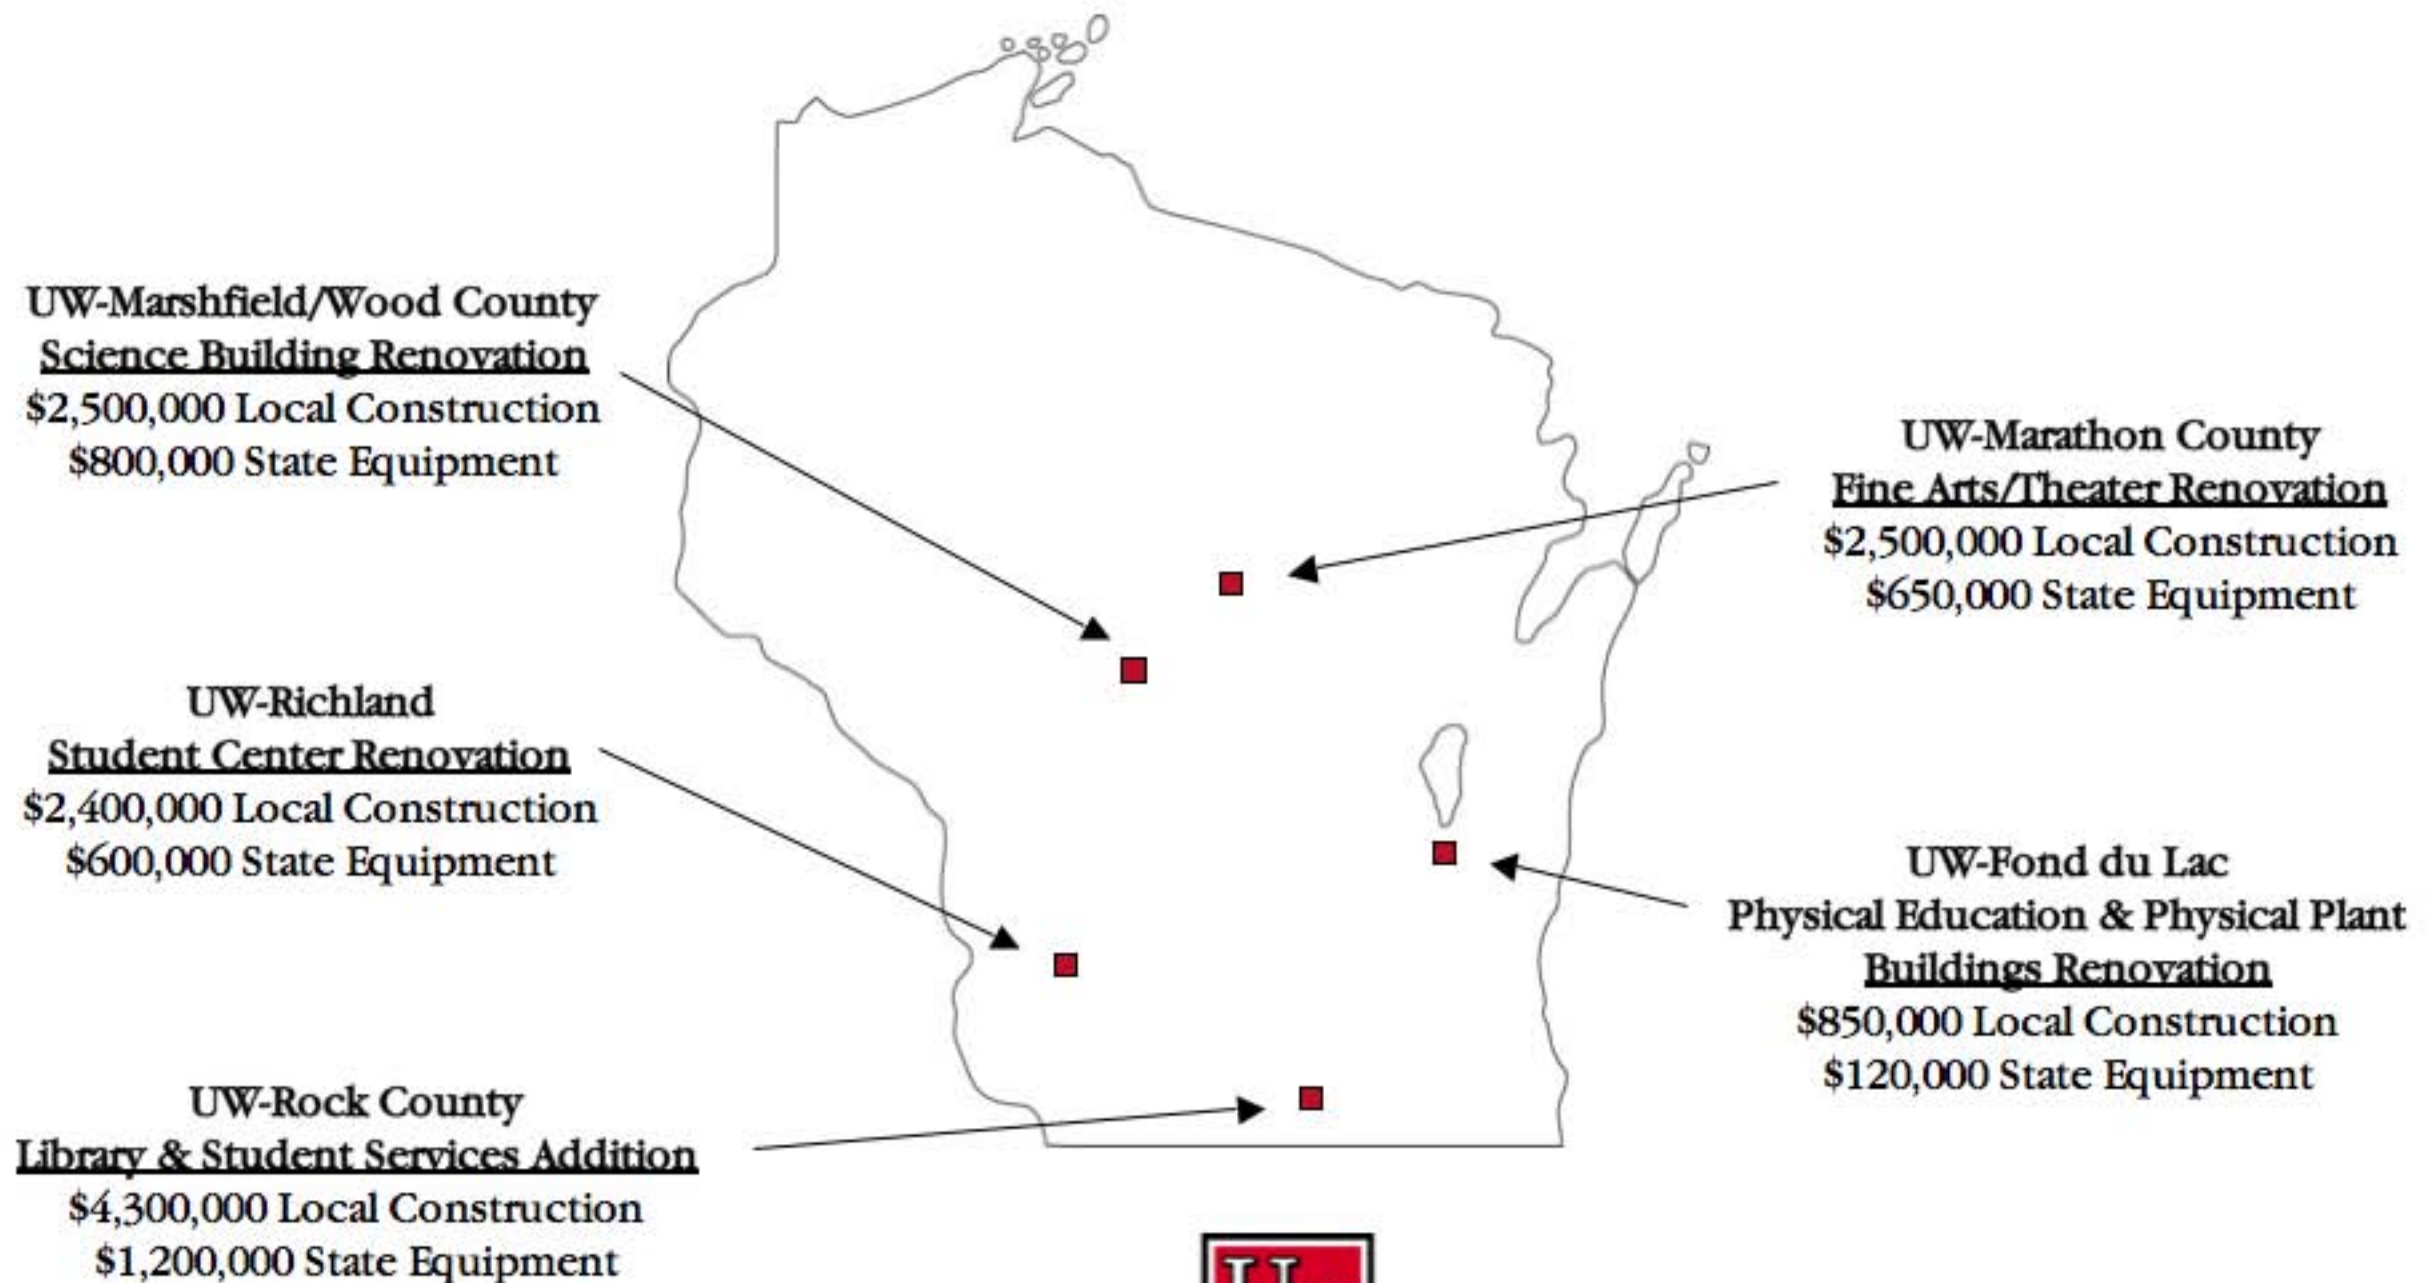 UW-Marshfield/Wood County
Science Building Renovation
$2,500,000 Local Construction
$800,000 State Equipment
UW-Marathon County
Fine Arts/Theater Renovation
$2,500,000 Local Construction
$650,000 State Equipment
UW-Richland
Student Center Renovation
$2,400,000 Local Construction
$600,000 State Equipment
UW-Fond du Lac
Physical Education & Physical Plant
Buildings Renovation
$850,000 Local Construction
$120,000 State Equipment
UW-Rock County
Library & Student Services Addition
$4,300,000 Local Construction
$1,200,000 State Equipment